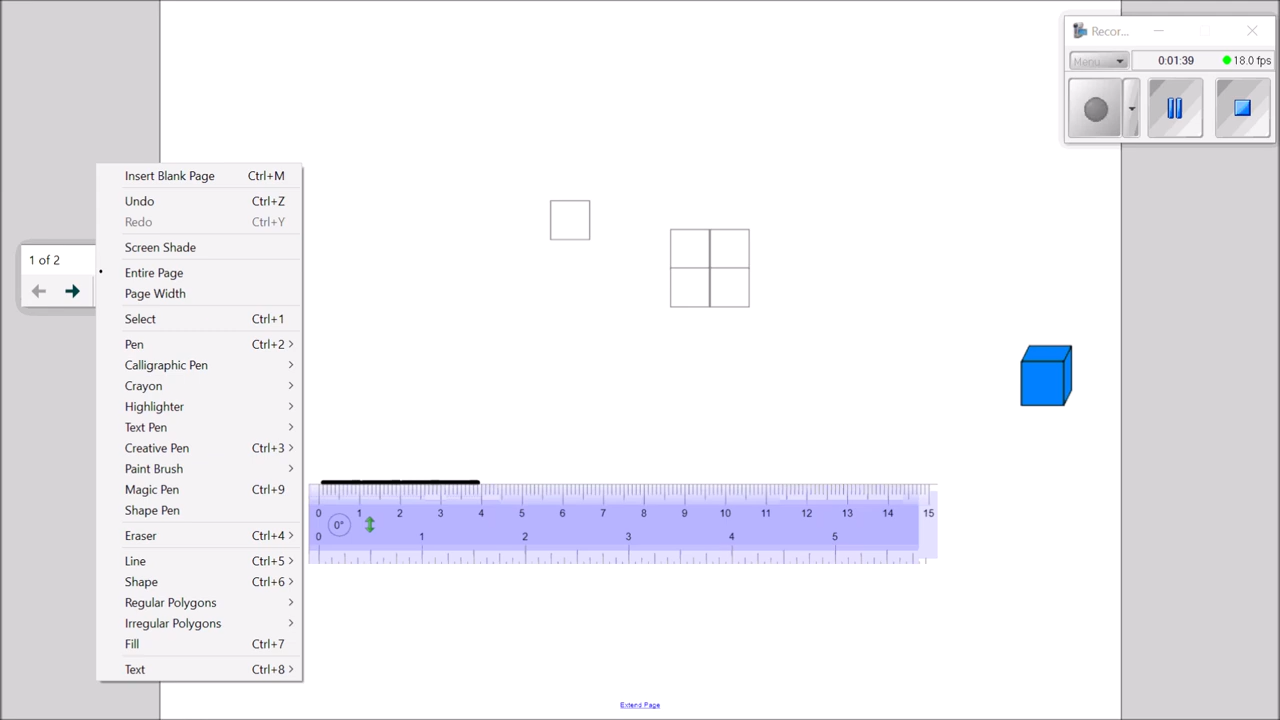 Recor...
Menu 0:01:39 18.0 fps
Insert Blank Page Ctrl+M
Undo Ctrl+Z
Redo Ctrl+Y
Screen Shade
1 of 2
Entire Page
Page Width
Select Ctrl+1
Pen Ctrl+2
Calligraphic Pen
Crayon
Highlighter
Text Pen
Creative Pen Ctrl+3
Paint Brush
Magic Pen Ctrl+9
Shape Pen
Eraser Ctrl+4
Line Ctrl+5
Shape Ctrl+6
Regular Polygons
Irregular Polygons
Fill Ctrl+7
Text Ctrl+8
0 1 2 3 4 5 6 7 8 9 10 11 12 13 14 15
0°
0 1 2 3 4 5
Extend Page